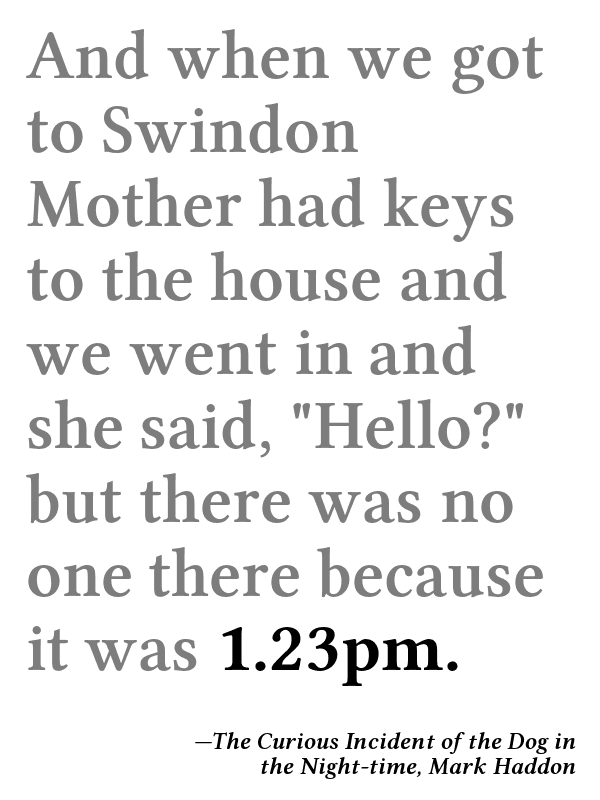 And when we got
to Swindon
Mother had keys
to the house and
we went in and
she said, "Hello?"
but there was no
one there because
it was 1.23pm.
—The Curious Incident of the Dog in
the Night-time, Mark Haddon